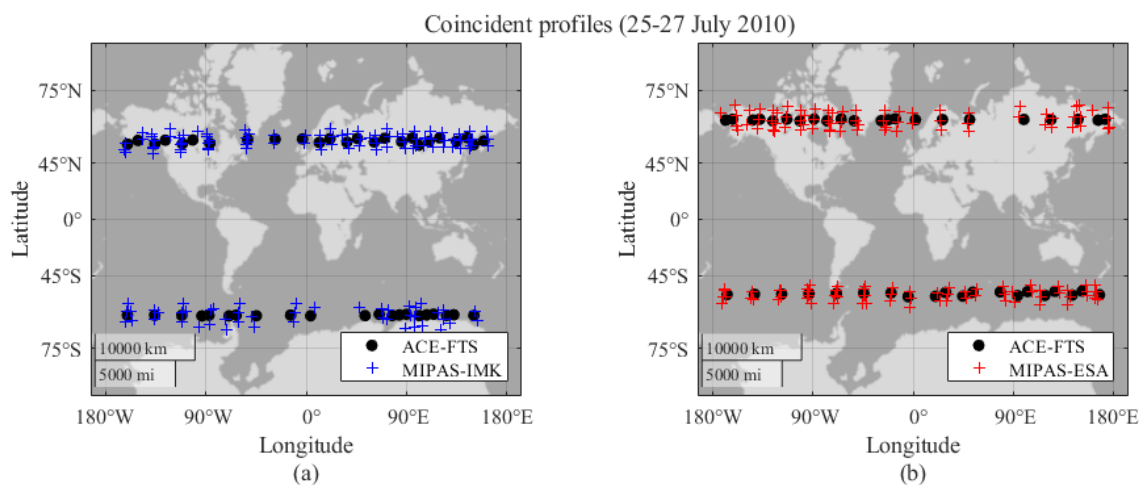 Coincident profiles (25-27 July 2010)
75°N
45°N
0°
45°S
75°S
Latitude
10000 km
5000 mi
ACE-FTS
MIPAS-IMK
180°W
90°W
0°
90°E
180°E
Longitude
(a)
75°N
45°N
0°
45°S
75°S
Latitude
10000 km
5000 mi
ACE-FTS
MIPAS-ESA
180°W
90°W
0°
90°E
180°E
Longitude
(b)